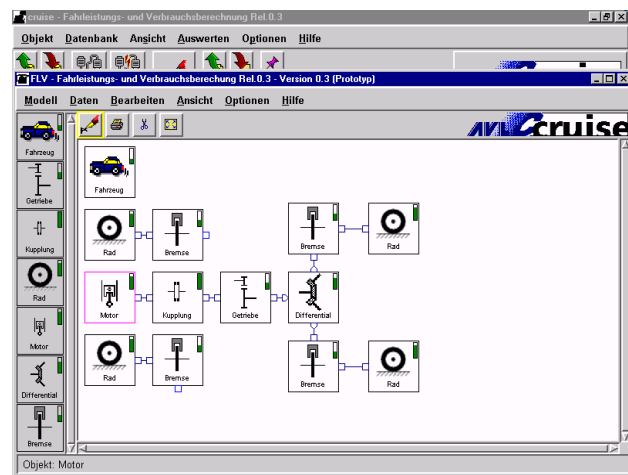 cruise - Fahrleistungs- und Verbrauchsberechnung Rel.0.3
Objekt Datenbank Ansicht Auswerten Optionen Hilfe
FLV - Fahrleistungs- und Verbrauchsberechung Rel.0.3 - Version 0.3 (Prototyp)
Modell Daten Bearbeiten Ansicht Optionen Hilfe
AVL cruise
Fahrzeug
Getriebe
Kupplung
Rad
Motor
Differential
Bremse
Fahrzeug
Rad Bremse Bremse Rad
Motor Kupplung Getriebe Differential
Rad Bremse Bremse Rad
Objekt: Motor